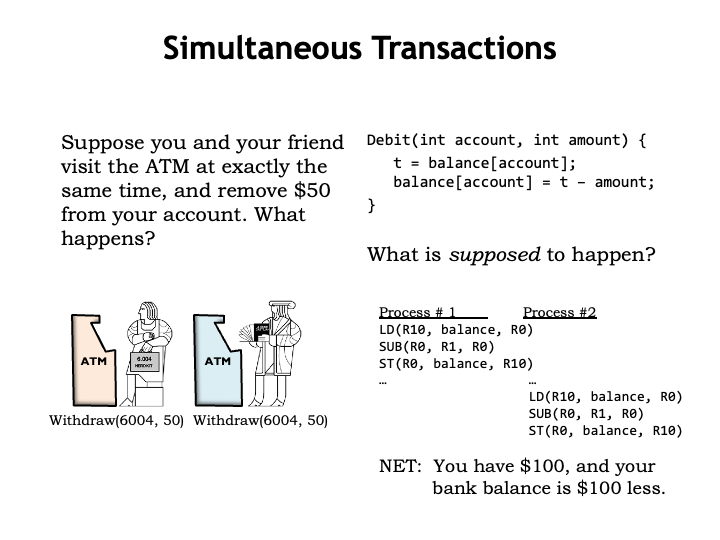 Simultaneous Transactions
Suppose you and your friend
visit the ATM at exactly the
same time, and remove $50
from your account. What
happens?
Debit(int account, int amount) {
t = balance[account];
balance[account] = t – amount;
}
What is supposed to happen?
ATM
6.004
NERDKIT
ATM
Withdraw(6004, 50) Withdraw(6004, 50)
Process # 1 Process #2
LD(R10, balance, R0)
SUB(R0, R1, R0)
ST(R0, balance, R10)
… …
LD(R10, balance, R0)
SUB(R0, R1, R0)
ST(R0, balance, R10)
NET: You have $100, and your
bank balance is $100 less.